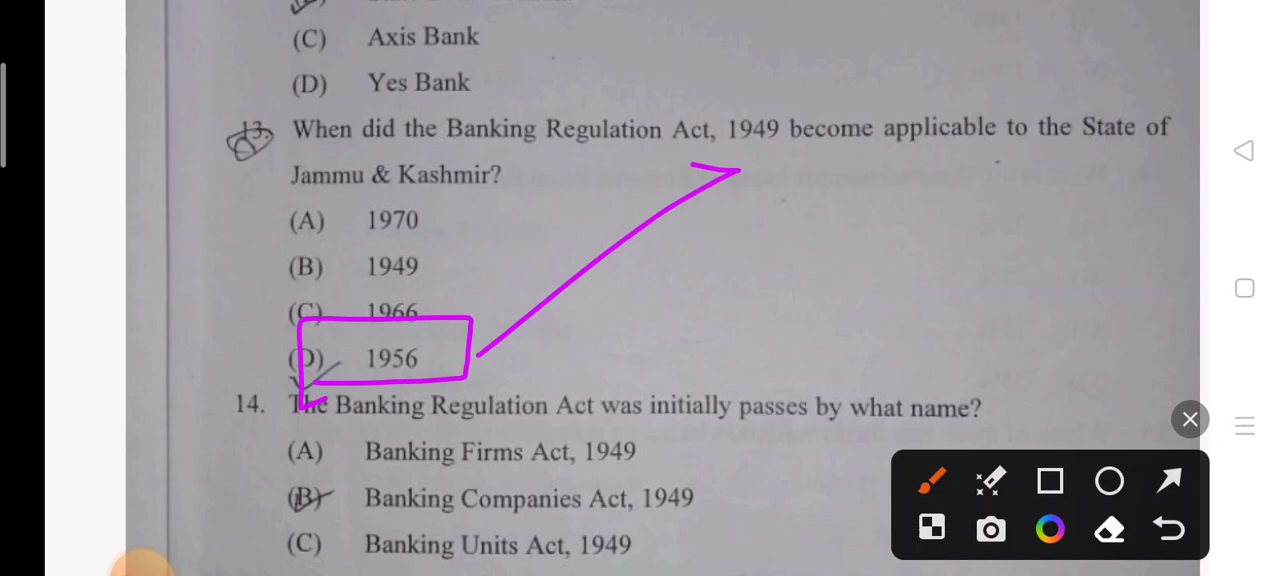 (C) Axis Bank
(D) Yes Bank
13. When did the Banking Regulation Act, 1949 become applicable to the State of
Jammu & Kashmir?
(A) 1970
(B) 1949
(C) 1966
(D) 1956
14. The Banking Regulation Act was initially passes by what name?
(A) Banking Firms Act, 1949
(B) Banking Companies Act, 1949
(C) Banking Units Act, 1949